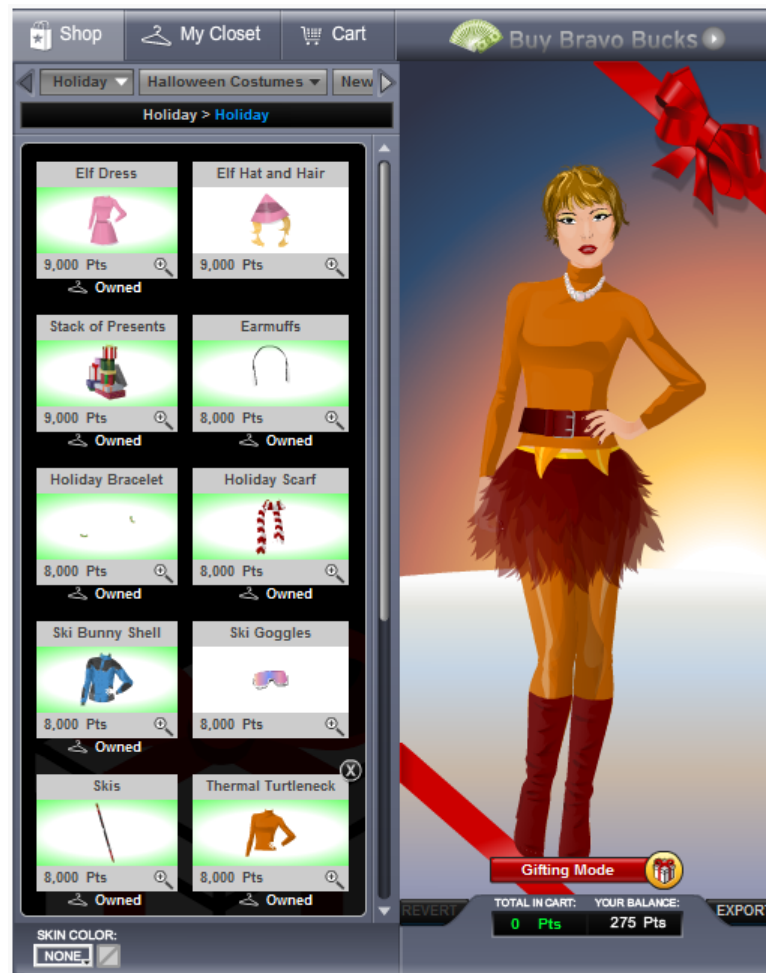 Shop
My Closet
Cart
Buy Bravo Bucks
Holiday
Halloween Costumes
New
Holiday > Holiday
Elf Dress
Elf Hat and Hair
9,000 Pts
9,000 Pts
Owned
Stack of Presents
Earmuffs
9,000 Pts
8,000 Pts
Owned
Owned
Holiday Bracelet
Holiday Scarf
8,000 Pts
8,000 Pts
Owned
Owned
Ski Bunny Shell
Ski Goggles
8,000 Pts
8,000 Pts
Owned
X
Skis
Thermal Turtleneck
8,000 Pts
8,000 Pts
Owned
Owned
Gifting Mode
REVERT
TOTAL IN CART:
YOUR BALANCE:
0 Pts
275 Pts
EXPORT
SKIN COLOR:
NONE